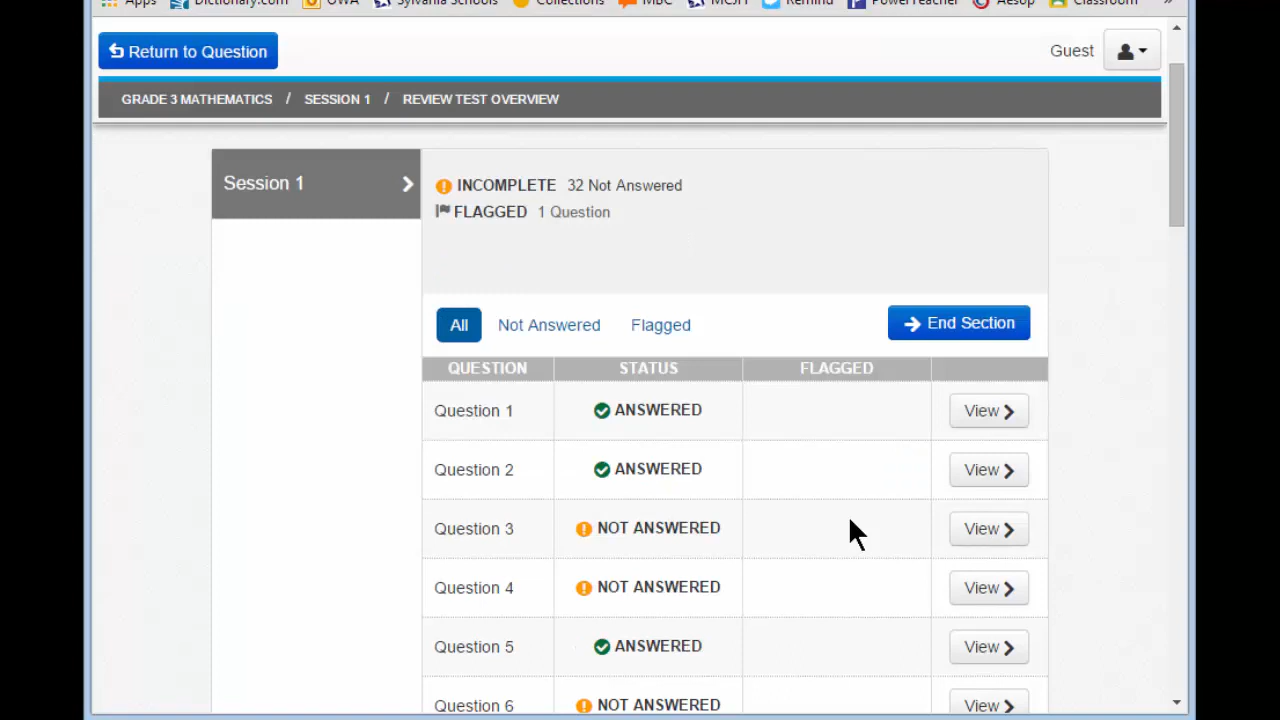 Apps Dictionary.com OWA Sylvania Schools Collections MBC MCJH Remind PowerTeacher Aesop Classroom »
Return to Question Guest
GRADE 3 MATHEMATICS / SESSION 1 / REVIEW TEST OVERVIEW
Session 1
INCOMPLETE 32 Not Answered
FLAGGED 1 Question
All Not Answered Flagged End Section
QUESTION STATUS FLAGGED
Question 1 ANSWERED View
Question 2 ANSWERED View
Question 3 NOT ANSWERED View
Question 4 NOT ANSWERED View
Question 5 ANSWERED View
Question 6 NOT ANSWERED View